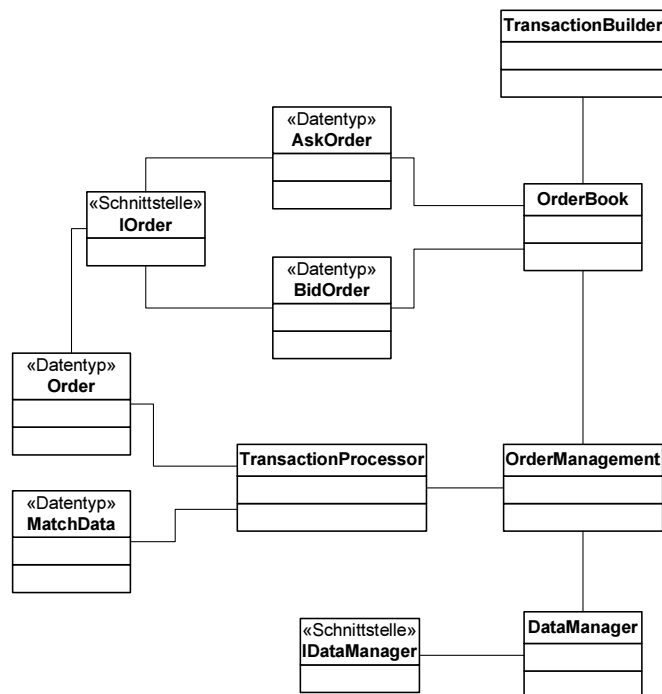 TransactionBuilder
«Datentyp»
AskOrder
«Schnittstelle»
IOrder
OrderBook
«Datentyp»
BidOrder
«Datentyp»
Order
TransactionProcessor
OrderManagement
«Datentyp»
MatchData
«Schnittstelle»
IDataManager
DataManager